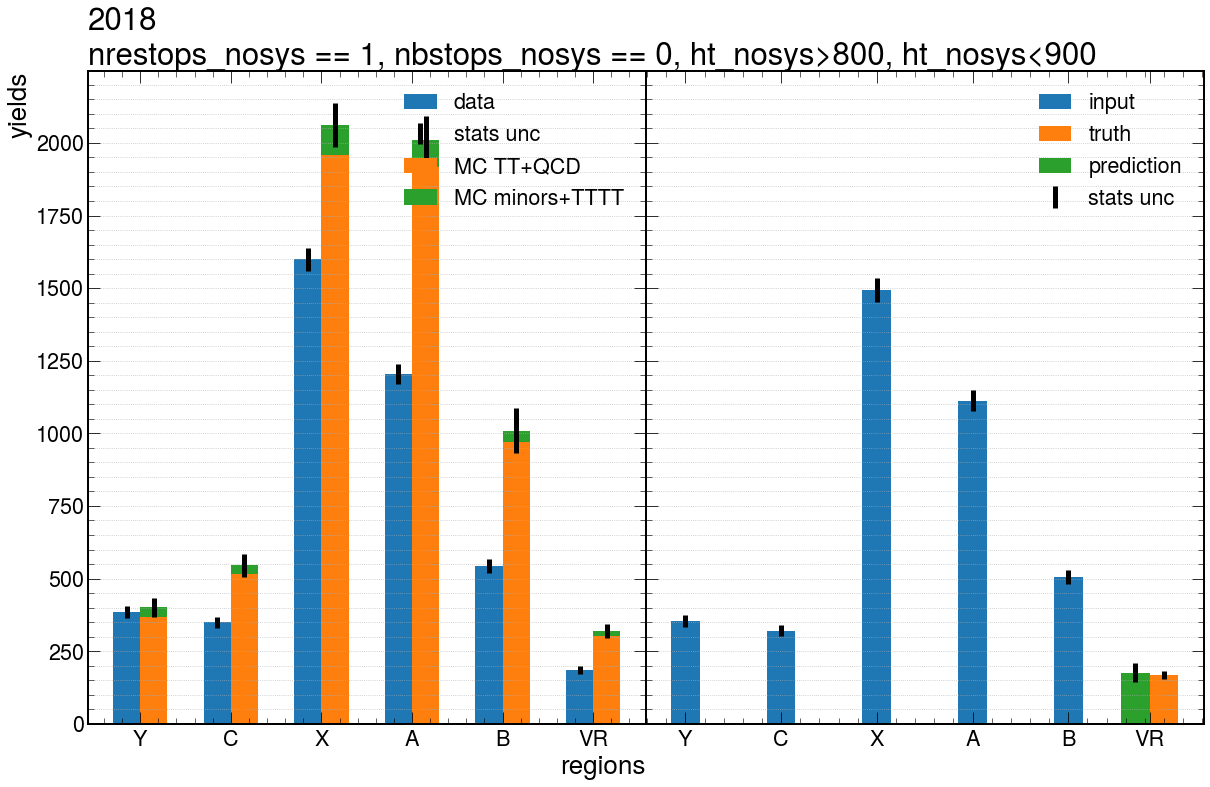 2018
nrestops_nosys == 1, nbstops_nosys == 0, ht_nosys>800, ht_nosys<900
yields
2000
1750
1500
1250
1000
750
500
250
0
data
stats unc
MC TT+QCD
MC minors+TTTT
input
truth
prediction
stats unc
Y C X A B VR
Y C X A B VR
regions